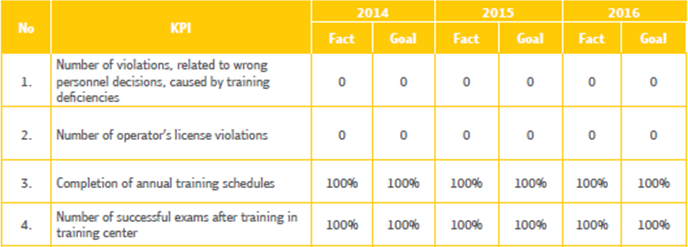 No KPI 2014 2015 2016
Fact Goal Fact Goal Fact Goal
1. Number of violations, related to wrong
personnel decisions, caused by training
deficiencies 0 0 0 0 0 0
2. Number of operator's license violations 0 0 0 0 0 0
3. Completion of annual training schedules 100% 100% 100% 100% 100% 100%
4. Number of successful exams after training in
training center 100% 100% 100% 100% 100% 100%